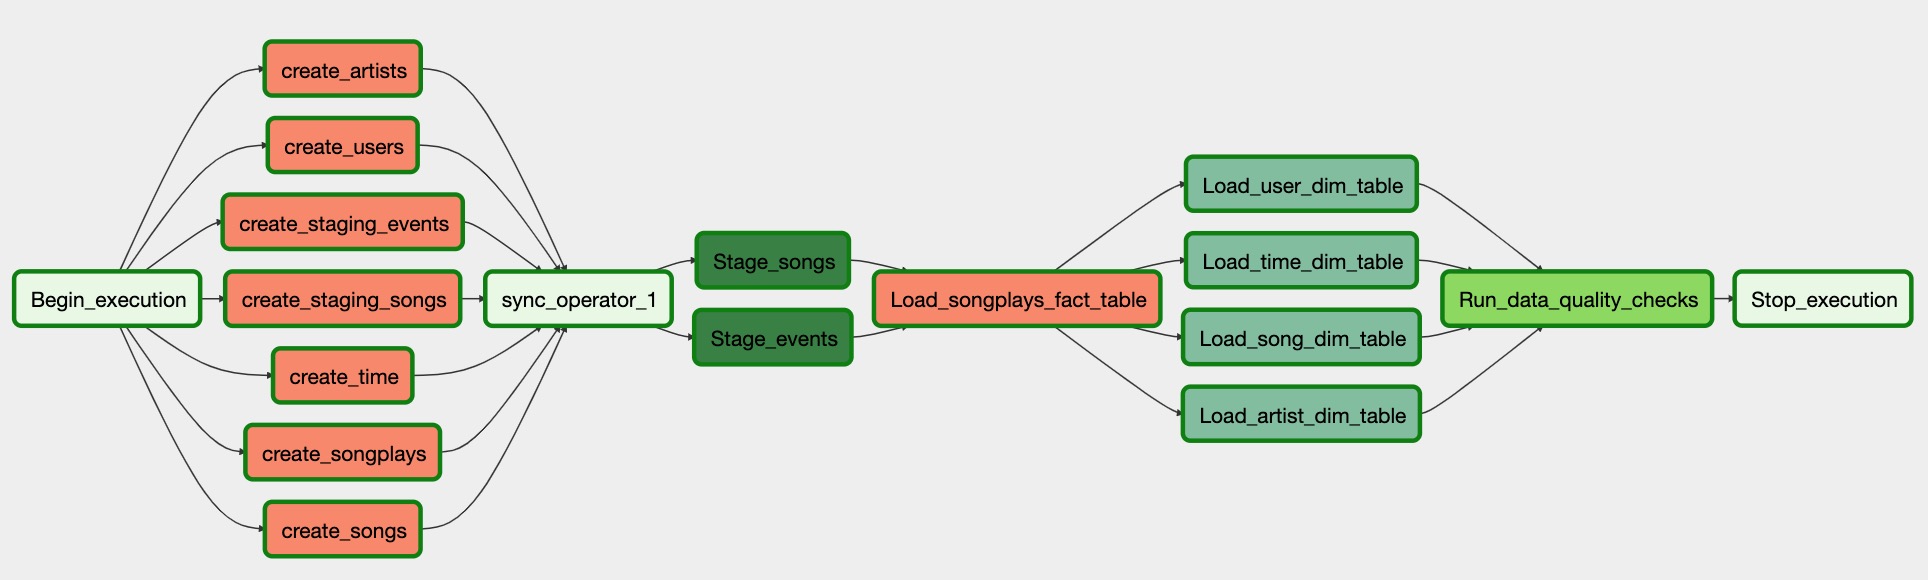 create_artists
create_users
create_staging_events
Begin_execution
create_staging_songs
create_time
create_songplays
create_songs
sync_operator_1
Stage_songs
Stage_events
Load_songplays_fact_table
Load_user_dim_table
Load_time_dim_table
Load_song_dim_table
Load_artist_dim_table
Run_data_quality_checks
Stop_execution